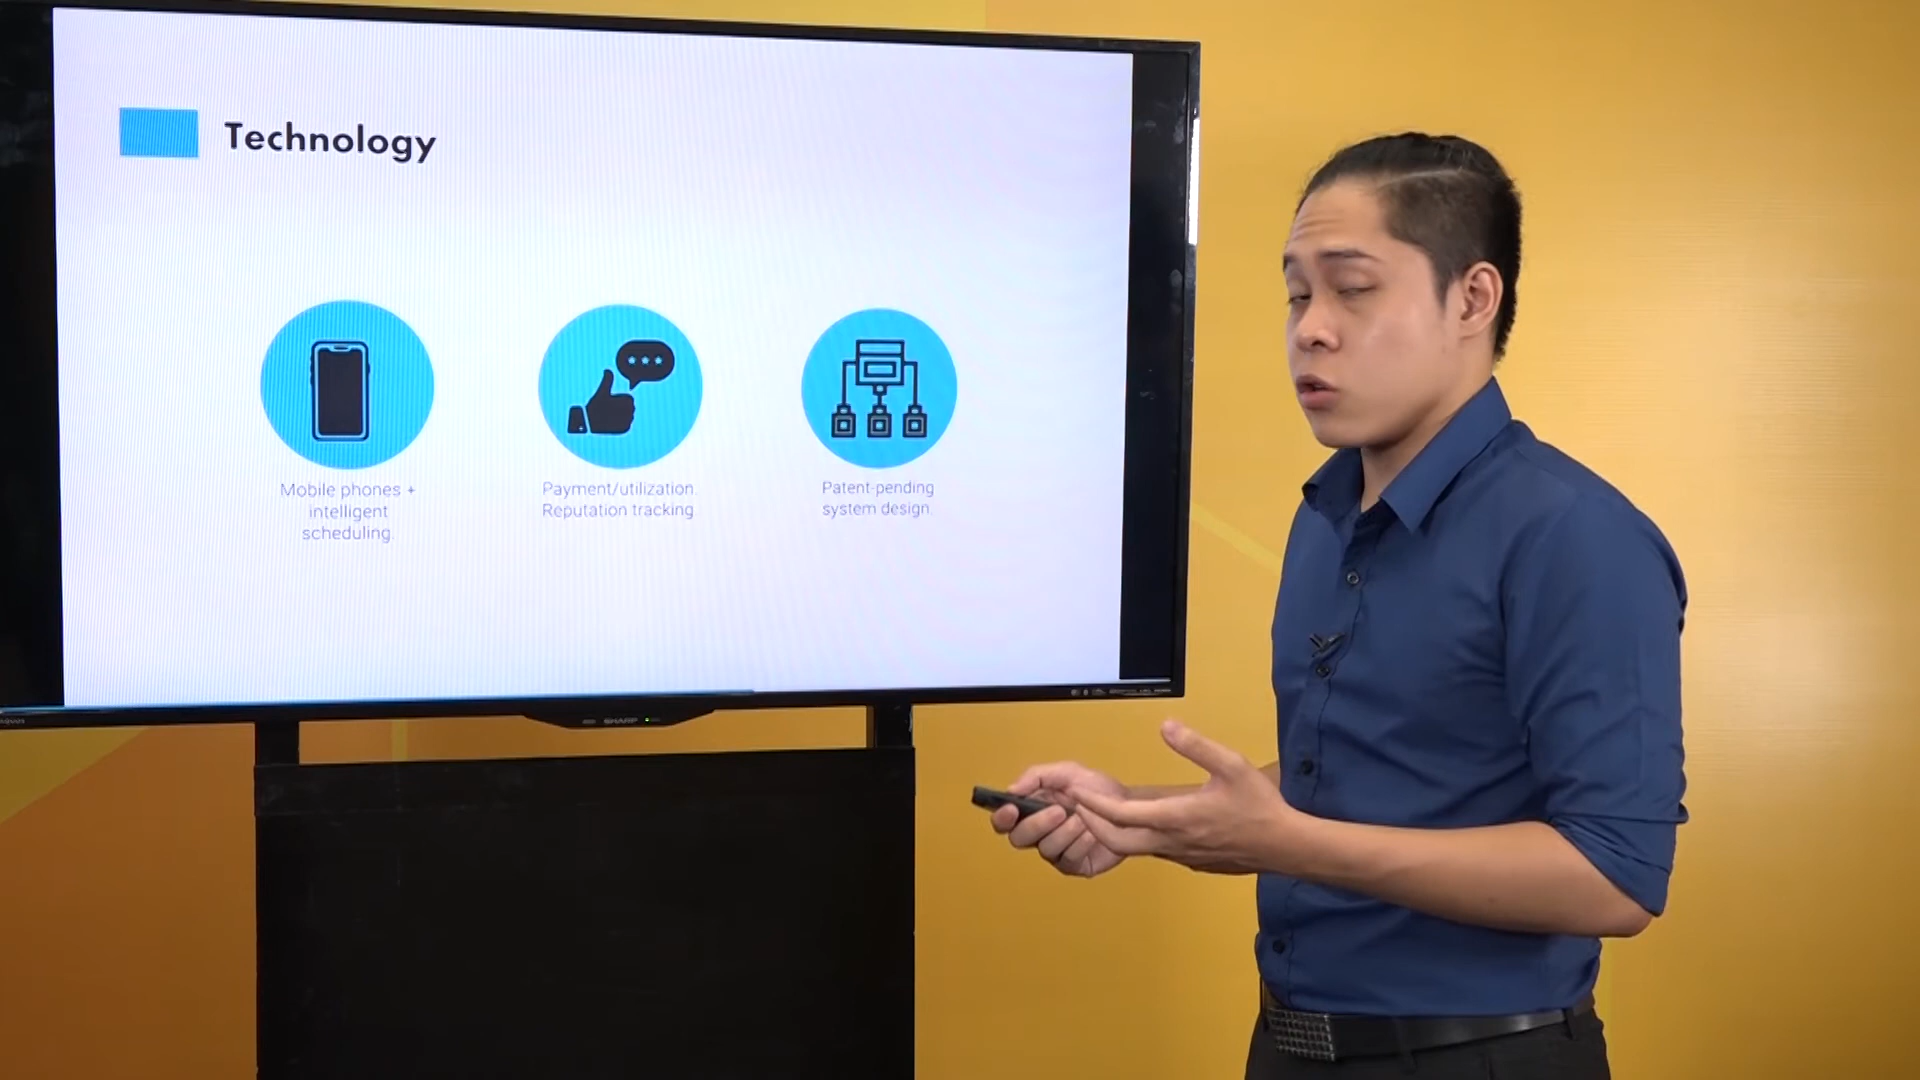 Technology
Mobile phones +
intelligent
scheduling.
Payment/utilization.
Reputation tracking.
Patent-pending
system design.
SHARP